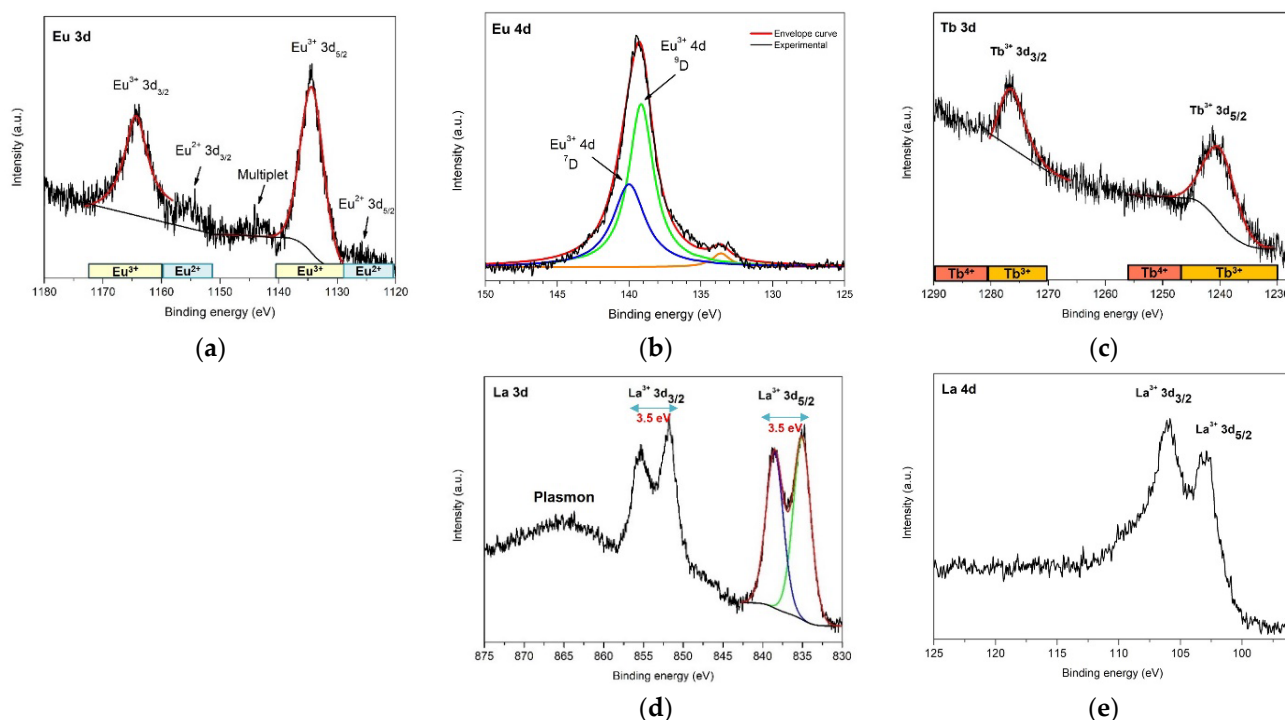 Eu 3d
Eu³⁺ 3d₅/₂
Eu³⁺ 3d₃/₂
Eu²⁺ 3d₃/₂
Multiplet
Eu²⁺ 3d₅/₂
Eu³⁺ Eu²⁺ Eu³⁺ Eu²⁺
Intensity (a.u.)
1180 1170 1160 1150 1140 1130 1120
Binding energy (eV)
(a)
Eu 4d
Envelope curve
Experimental
Eu³⁺ 4d
⁹D
Eu³⁺ 4d
⁷D
Intensity (a.u.)
150 145 140 135 130 125
Binding energy (eV)
(b)
Tb 3d
Tb³⁺ 3d₃/₂
Tb³⁺ 3d₅/₂
Tb⁴⁺ Tb³⁺ Tb⁴⁺ Tb³⁺
Intensity (a.u.)
1290 1280 1270 1260 1250 1240 1230
Binding energy (eV)
(c)
La 3d
La³⁺ 3d₃/₂
La³⁺ 3d₅/₂
3.5 eV
3.5 eV
Plasmon
Intensity (a.u.)
875 870 865 860 855 850 845 840 835 830
Binding energy (eV)
(d)
La 4d
La³⁺ 3d₃/₂
La³⁺ 3d₅/₂
Intensity (a.u.)
125 120 115 110 105 100
Binding energy (eV)
(e)